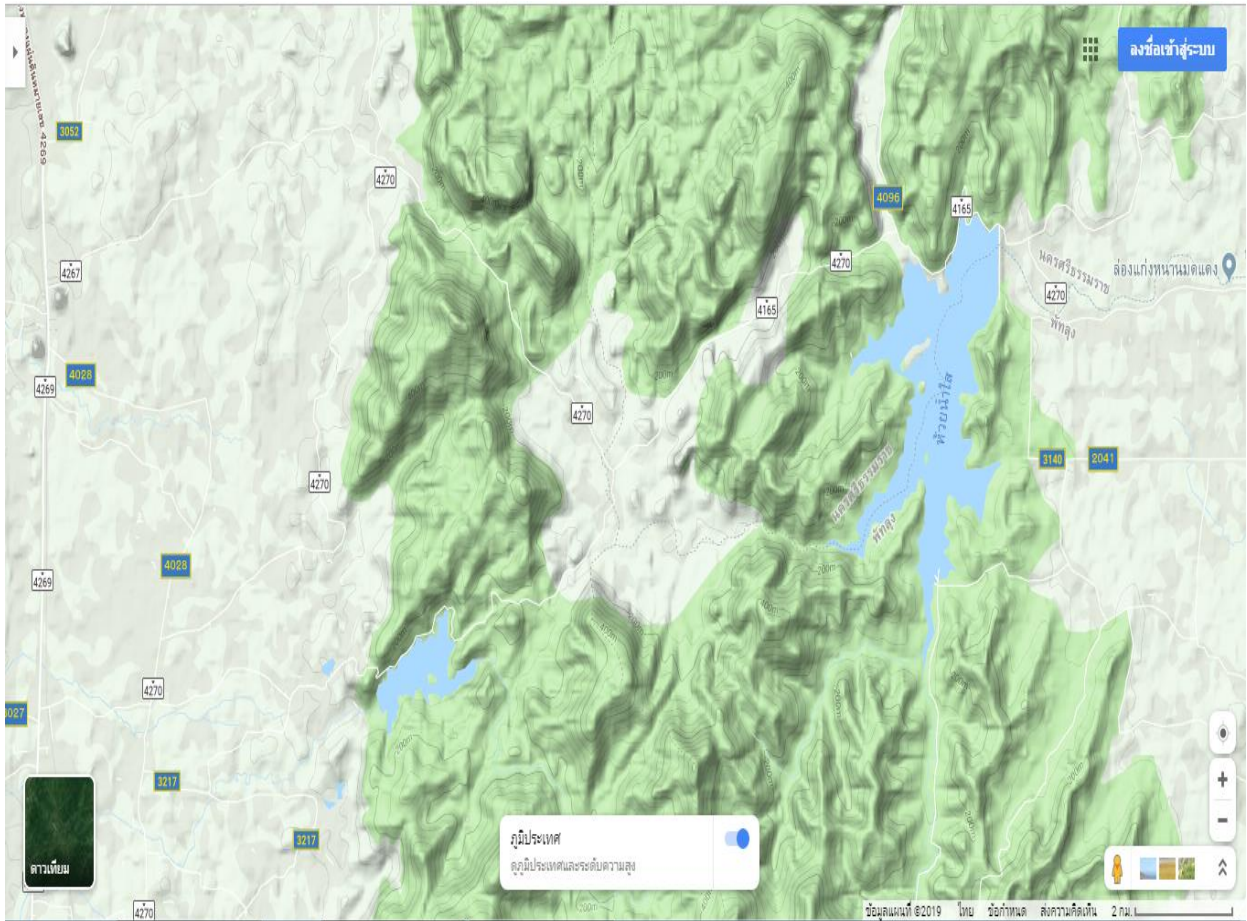 ลงชื่อเข้าสู่ระบบ
3052
4270
4096
4165
4267
4270
นครศรีธรรมราช
ล่องแก่งหนานมดแดง
4270
พัทลุง
4165
4028
4269
4270
ห้วยน้ำใส
3140
2041
4270
นครศรีธรรมราช
พัทลุง
4028
4269
4270
3217
3217
4270
200m
400m
ดาวเทียม
ภูมิประเทศ
ดูภูมิประเทศและระดับความสูง
ข้อมูลแผนที่ ©2019 ไทย ข้อกำหนด ส่งความคิดเห็น 2 กม.